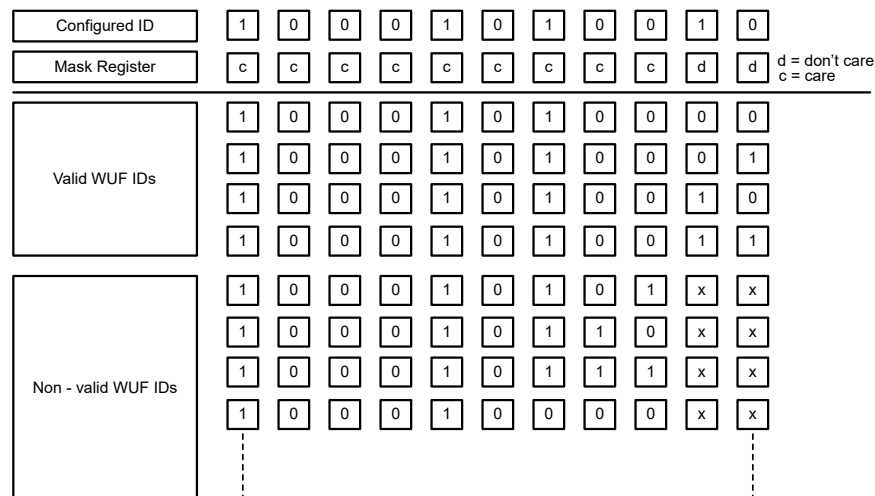 Configured ID 1 0 0 0 1 0 1 0 0 1 0
Mask Register c c c c c c c c c d d d = don't care
c = care
1 0 0 0 1 0 1 0 0 0 0
1 0 0 0 1 0 1 0 0 0 1
Valid WUF IDs
1 0 0 0 1 0 1 0 0 1 0
1 0 0 0 1 0 1 0 0 1 1
1 0 0 0 1 0 1 0 1 x x
1 0 0 0 1 0 1 1 0 x x
1 0 0 0 1 0 1 1 1 x x
Non - valid WUF IDs
1 0 0 0 1 0 0 0 0 x x